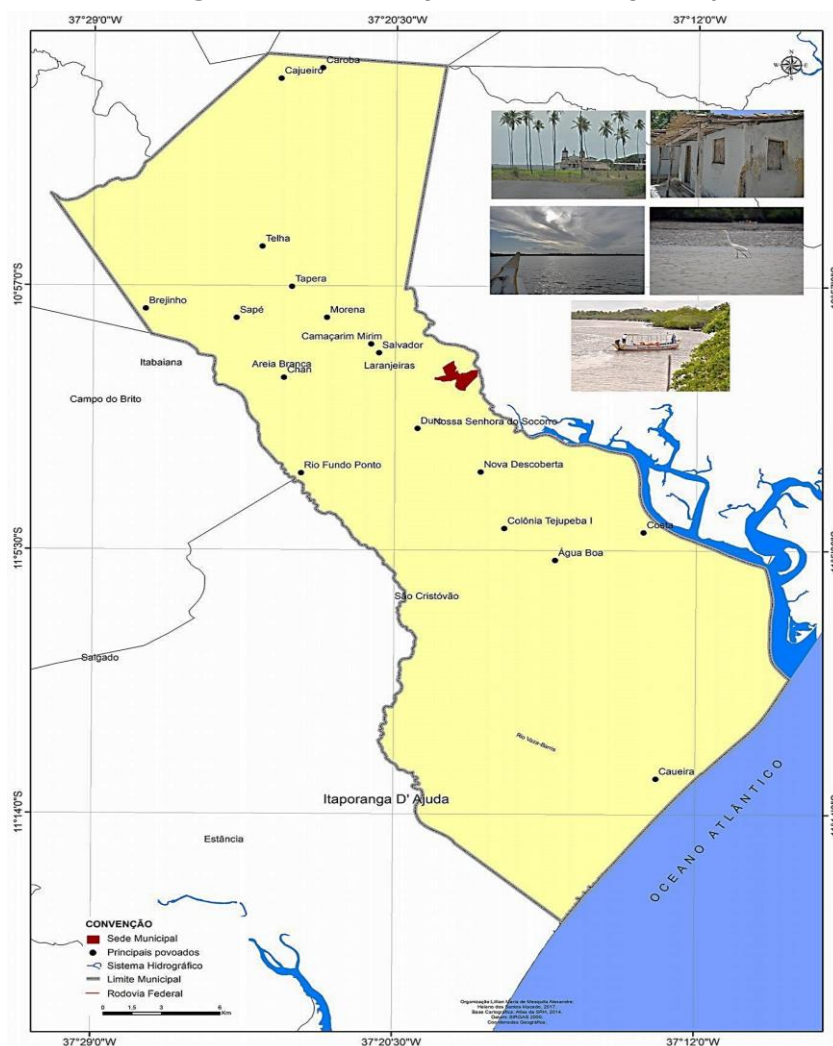 37°29'0"O
37°20'30"O
37°12'0"O
N
Caroba
Cajueiro
Telha
Tapera
10°57'0"S
Brejinho
Sapé
Morena
Camaçarim Mirim
Salvador
Itabaiana
Areia Branca
Laranjeiras
Chan
Campo do Brito
Nossa Senhora do Socorro
Rio Fundo Ponto
Nova Descoberta
Colônia Tejupeba I
Costa
11°5'30"S
Água Boa
São Cristóvão
Salgado
Rio Vaza-Barris
Caueira
Itaporanga D' Ajuda
11°14'0"S
OCEANO ATLÂNTICO
Estância
CONVENÇÃO
Sede Municipal
Principais povoados
Sistema Hidrográfico
Limite Municipal
Rodovia Federal
0 1.5 3 6
Km
37°29'0"O
37°20'30"O
37°12'0"O